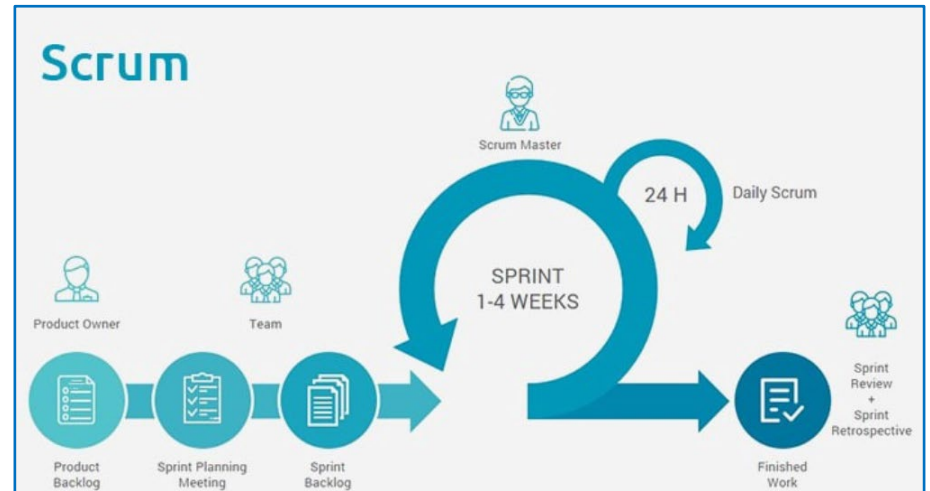 Scrum
Scrum Master
24 H
Daily Scrum
SPRINT
1-4 WEEKS
Product Owner
Team
Product
Backlog
Sprint Planning
Meeting
Sprint
Backlog
Finished
Work
Sprint
Review
+
Sprint
Retrospective